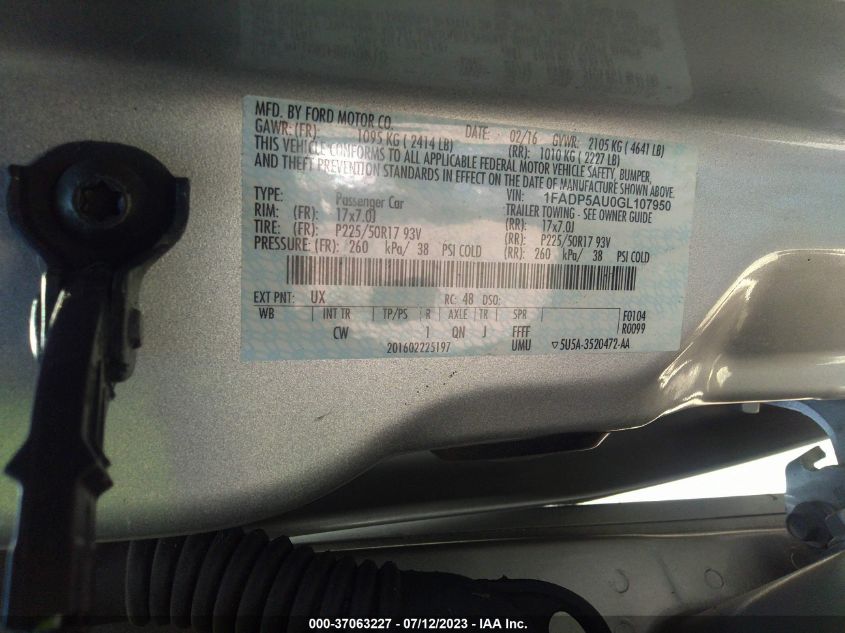 MFD. BY FORD MOTOR CO.
DATE: 02/16 GVWR: 2105 KG ( 4641 LB)
GAWR: (FR): 1095 KG ( 2414 LB) (RR): 1010 KG ( 2227 LB)
THIS VEHICLE CONFORMS TO ALL APPLICABLE FEDERAL MOTOR VEHICLE SAFETY, BUMPER,
AND THEFT PREVENTION STANDARDS IN EFFECT ON THE DATE OF MANUFACTURE SHOWN ABOVE.
VIN: 1FADP5AU0GL107950
TYPE: Passenger Car TRAILER TOWING - SEE OWNER GUIDE
RIM: (FR): 17x7.0J (RR): 17x7.0J
TIRE: (FR): P225/50R17 93V (RR): P225/50R17 93V
PRESSURE: (FR): 260 kPa/ 38 PSI COLD (RR): 260 kPa/ 38 PSI COLD
EXT PNT: UX RC: 48 DSO:
WB INT TR TP/PS R AXLE TR SPR F0104
CW 1 QN J FFFF R0099
201602225197 UMU ▽ 5U5A-3520472-AA
000-37063227 - 07/12/2023 - IAA Inc.